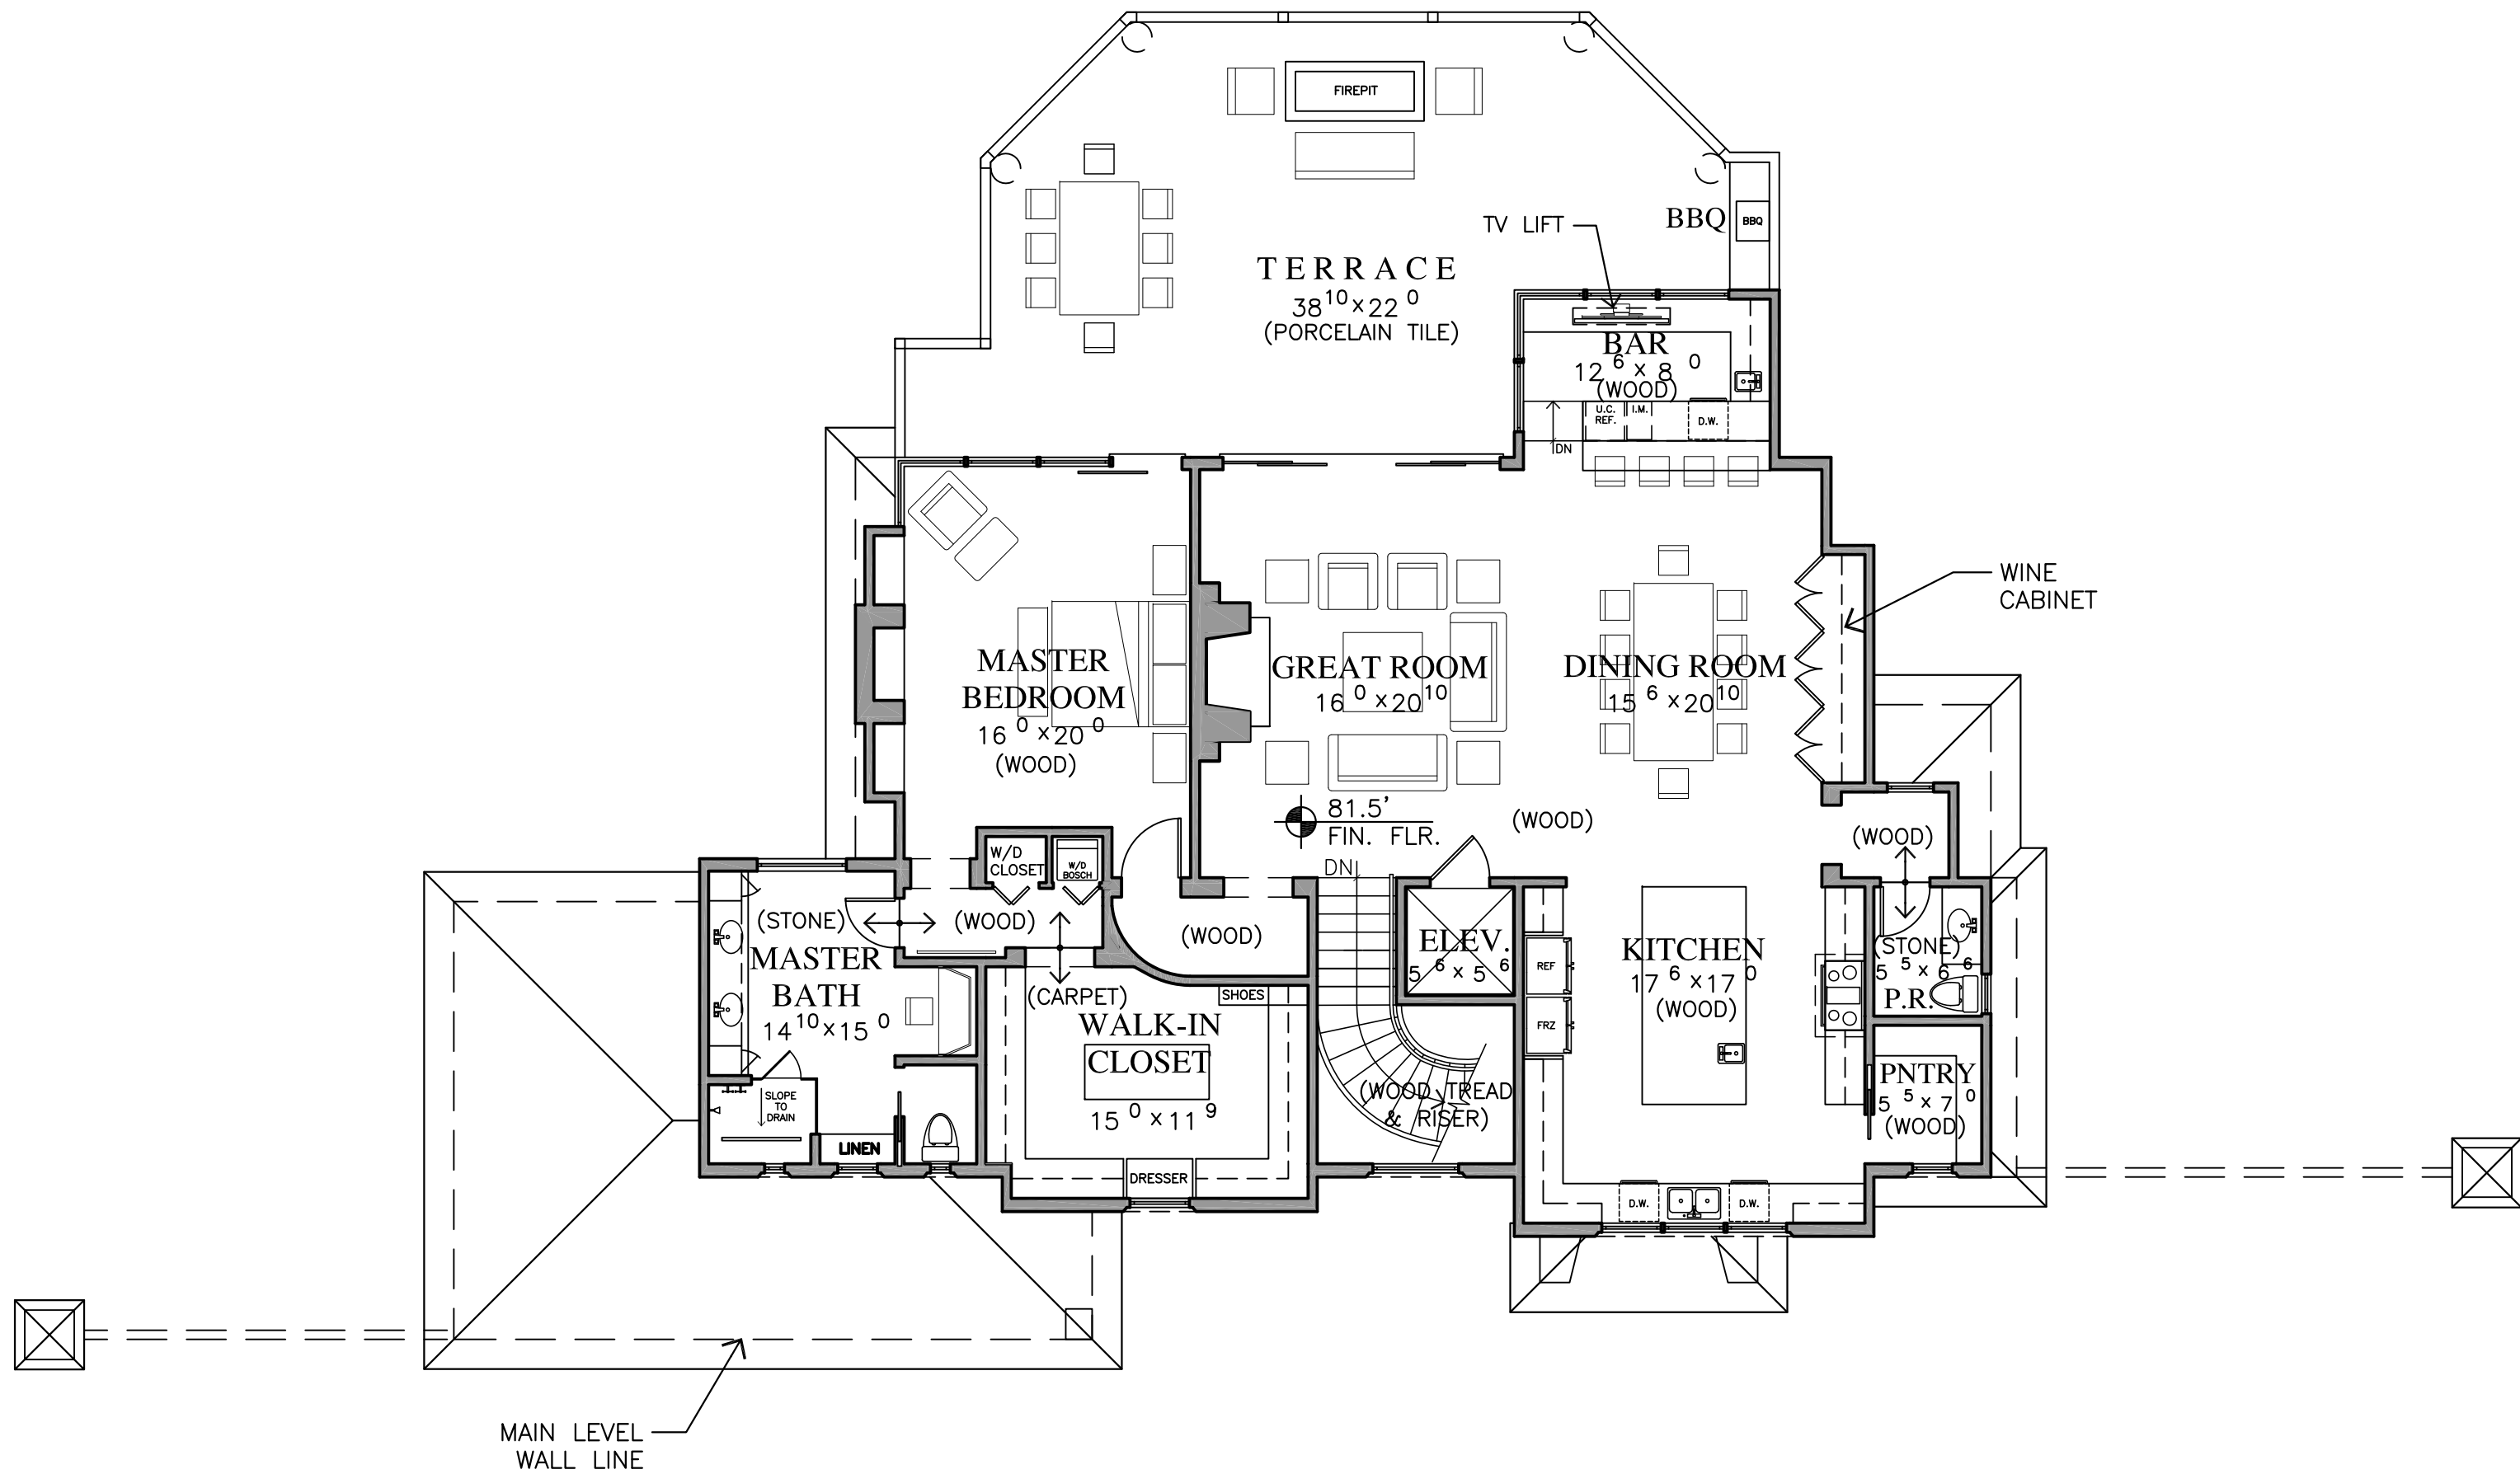 FIREPIT
TV LIFT
BBQ
BBQ
TERRACE
38 10 x 22 0
(PORCELAIN TILE)
BAR
12 6 x 8 0
(WOOD)
U.C.
REF.
I.M.
D.W.
DN
WINE
CABINET
MASTER
BEDROOM
16 0 x 20 0
(WOOD)
GREAT ROOM
16 0 x 20 10
DINING ROOM
15 6 x 20 10
81.5'
FIN. FLR.
(WOOD)
(WOOD)
W/D
CLOSET
W/D
BOSCH
DN
(STONE)
(WOOD)
(WOOD)
MASTER
BATH
14 10 x 15 0
(CARPET)
SHOES
WALK-IN
CLOSET
15 0 x 11 9
ELEV.
5 6 x 5 6
REF
FRZ
KITCHEN
17 6 x 17 0
(WOOD)
(STONE)
5 5 x 6 6
P.R.
PNTRY
5 5 x 7 0
(WOOD)
(WOOD TREAD
& RISER)
SLOPE
TO
DRAIN
LINEN
DRESSER
D.W.
D.W.
MAIN LEVEL
WALL LINE